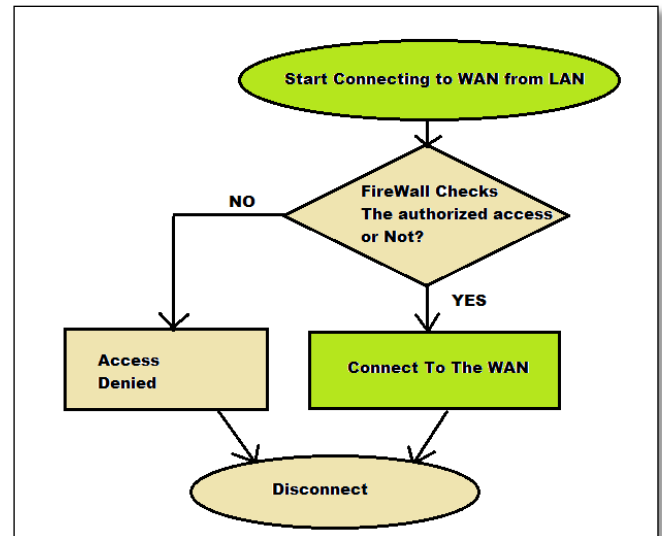 Start Connecting to WAN from LAN
FireWall Checks
The authorized access
or Not?
NO
YES
Access
Denied
Connect To The WAN
Disconnect